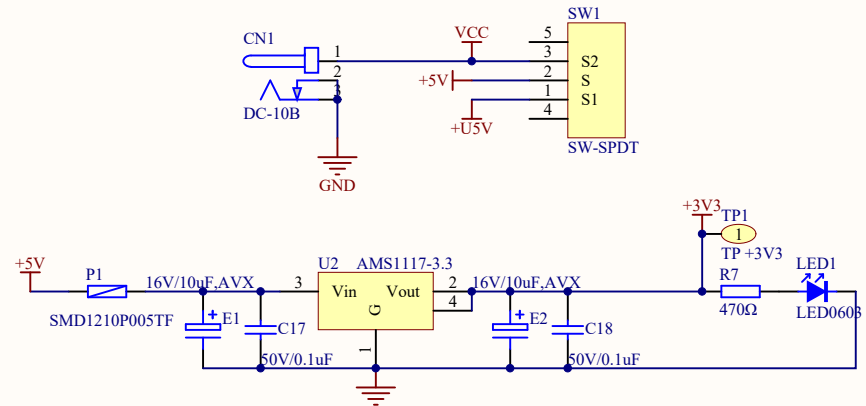 SW1
CN1
VCC
5
1
3
S2
2
+5V
2
S
3
1
S1
DC-10B
4
+U5V
SW-SPDT
GND
+3V3
TP1
1
+5V
P1
U2
AMS1117-3.3
TP +3V3
R7
LED1
16V/10uF,AVX
3
Vin
Vout
2
16V/10uF,AVX
4
G
SMD1210P005TF
470Ω
LED0603
E1
C17
E2
C18
1
50V/0.1uF
50V/0.1uF